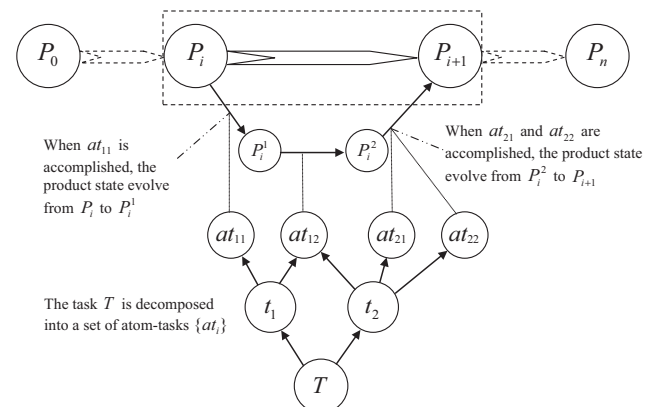 P₀
Pᵢ
Pᵢ₊₁
Pₙ
When at₁₁ is
accomplished, the
product state evolve
from Pᵢ to Pᵢ¹
Pᵢ¹
Pᵢ²
When at₂₁ and at₂₂ are
accomplished, the product state
evolve from Pᵢ² to Pᵢ₊₁
at₁₁
at₁₂
at₂₁
at₂₂
The task T is decomposed
into a set of atom-tasks {atᵢ}
t₁
t₂
T